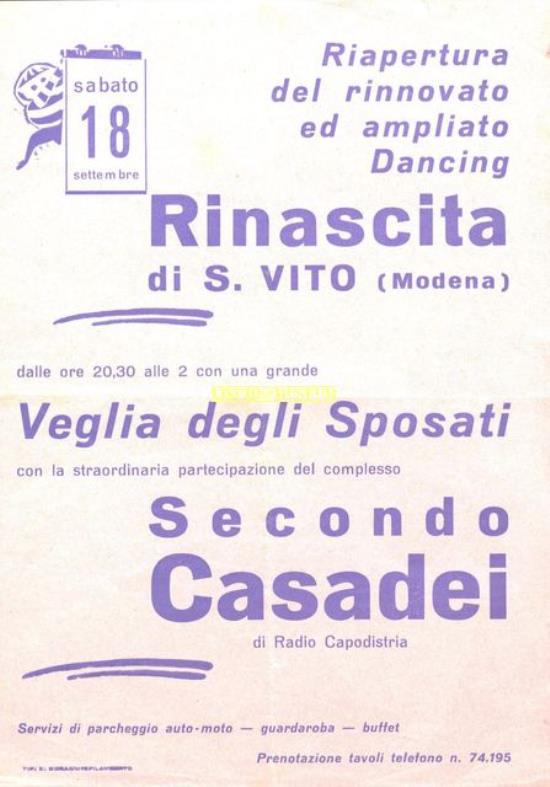 sabato
18
settembre
Riapertura
del rinnovato
ed ampliato
Dancing
Rinascita
di S. VITO (Modena)
dalle ore 20,30 alle 2 con una grande
Veglia degli Sposati
con la straordinaria partecipazione del complesso
Secondo
Casadei
di Radio Capodistria
Servizi di parcheggio auto-moto — guardaroba — buffet
Prenotazione tavoli telefono n. 74.195